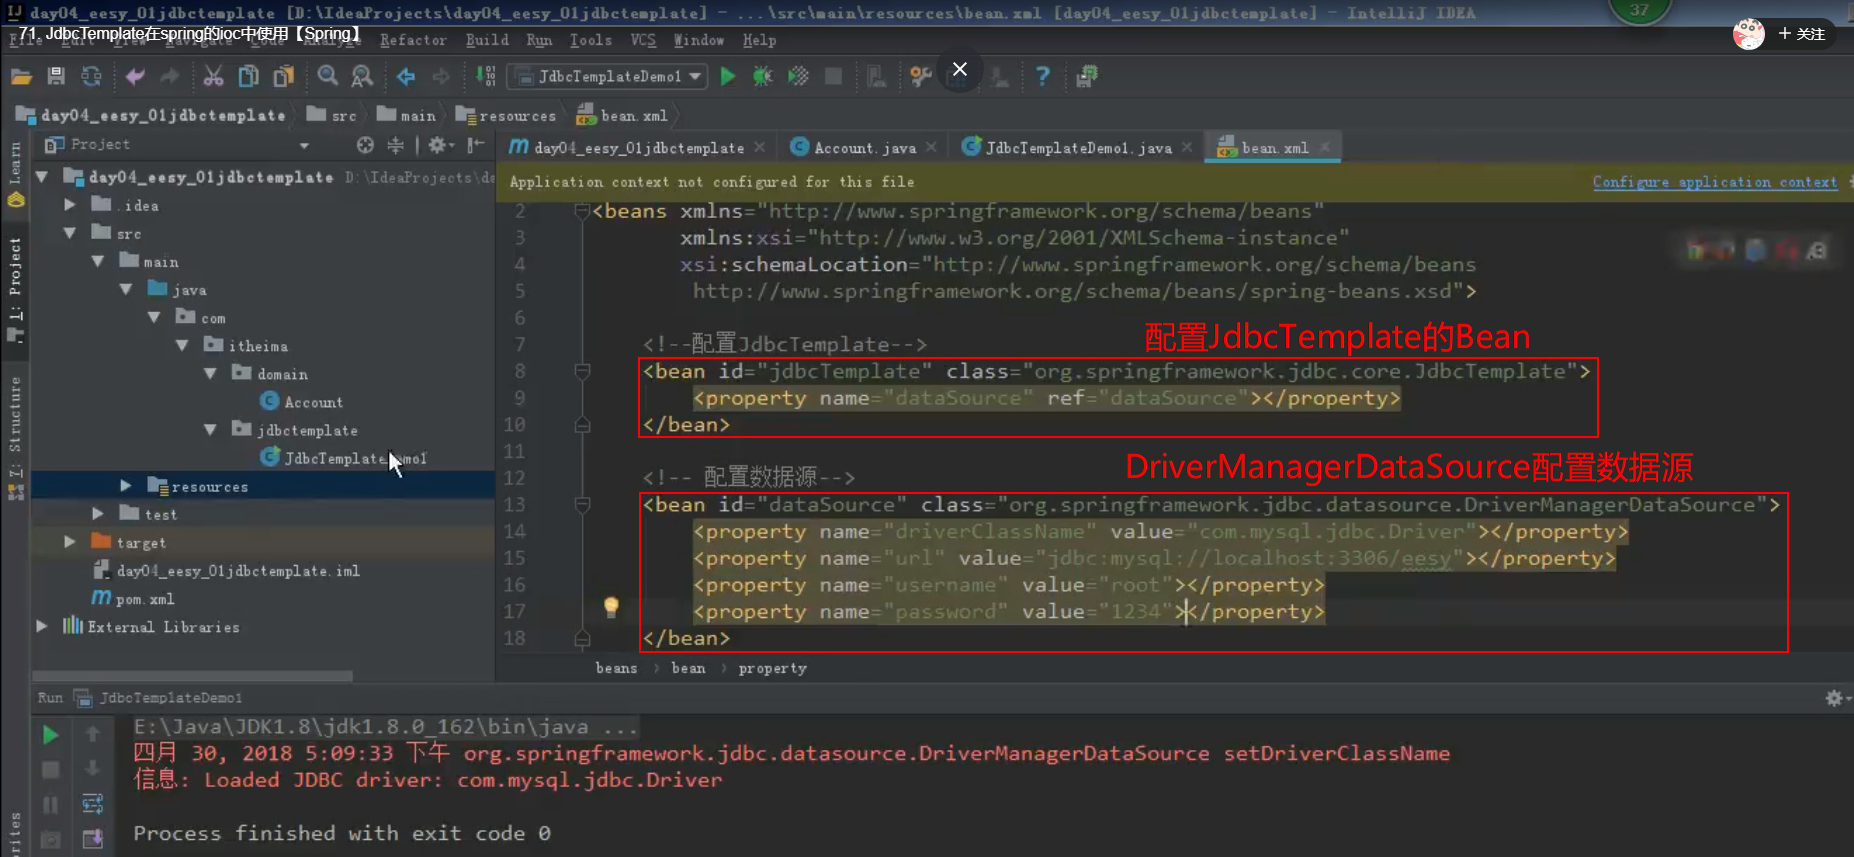 day04_eesy_01jdbctemplate [D:\IdeaProjects\day04_eesy_01jdbctemplate] - ...\src\main\resources\bean.xml [day04_eesy_01jdbctemplate] - IntelliJ IDEA
37
71. JdbcTemplate在spring的ioc中使用【Spring】
+ 关注
File Edit View Navigate Code Analyze Refactor Build Run Tools VCS Window Help
JdbcTemplateDemo1
day04_eesy_01jdbctemplate src main resources bean.xml
Project
day04_eesy_01jdbctemplate Account.java JdbcTemplateDemo1.java bean.xml
Learn
1: Project
7: Structure
day04_eesy_01jdbctemplate D:\IdeaProjects\da
.idea
src
main
java
com
itheima
domain
Account
jdbctemplate
JdbcTemplateDemo1
resources
test
target
day04_eesy_01jdbctemplate.iml
pom.xml
External Libraries
Application context not configured for this file
Configure application context
2 <beans xmlns="http://www.springframework.org/schema/beans"
3 xmlns:xsi="http://www.w3.org/2001/XMLSchema-instance"
4 xsi:schemaLocation="http://www.springframework.org/schema/beans
5 http://www.springframework.org/schema/beans/spring-beans.xsd">
6
配置JdbcTemplate的Bean
7 <!--配置JdbcTemplate-->
8 <bean id="jdbcTemplate" class="org.springframework.jdbc.core.JdbcTemplate">
9 <property name="dataSource" ref="dataSource"></property>
10 </bean>
11
DriverManagerDataSource配置数据源
12 <!-- 配置数据源-->
13 <bean id="dataSource" class="org.springframework.jdbc.datasource.DriverManagerDataSource">
14 <property name="driverClassName" value="com.mysql.jdbc.Driver"></property>
15 <property name="url" value="jdbc:mysql://localhost:3306/eesy"></property>
16 <property name="username" value="root"></property>
17 <property name="password" value="1234"></property>
18 </bean>
beans bean property
Run JdbcTemplateDemo1
E:\Java\JDK1.8\jdk1.8.0_162\bin\java ...
四月 30, 2018 5:09:33 下午 org.springframework.jdbc.datasource.DriverManagerDataSource setDriverClassName
信息: Loaded JDBC driver: com.mysql.jdbc.Driver
Process finished with exit code 0